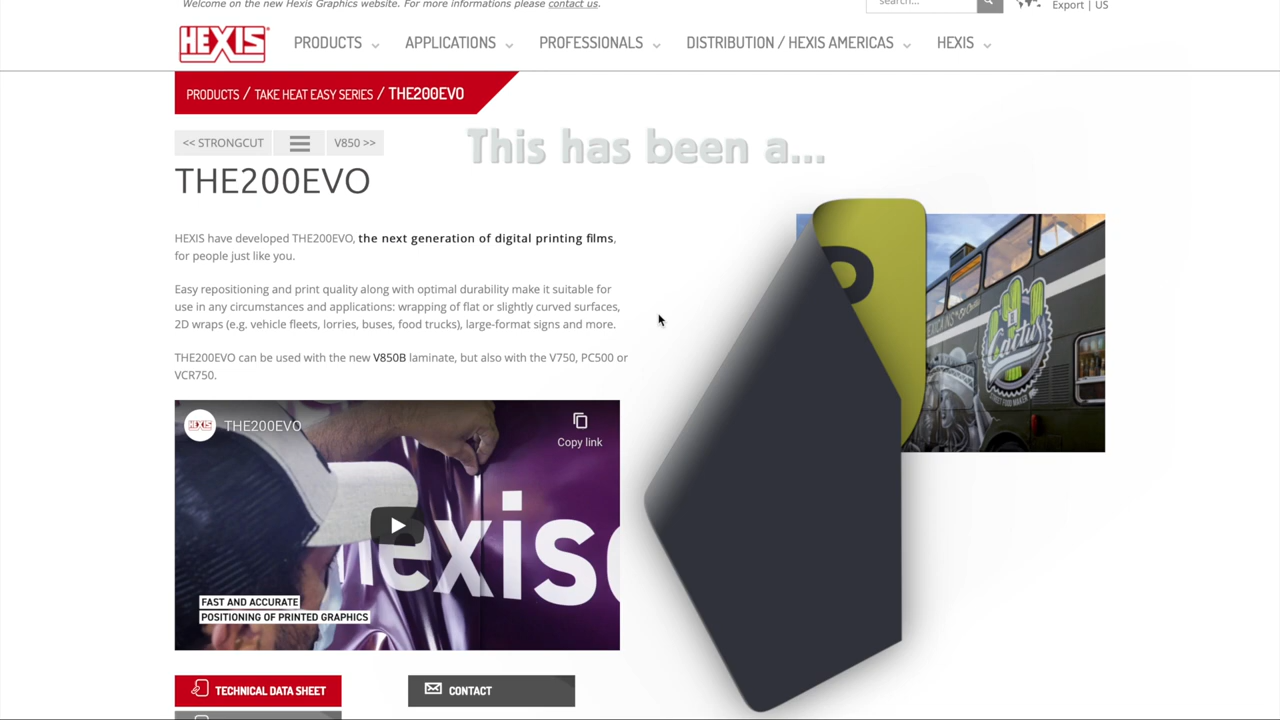 Welcome on the new Hexis Graphics website. For more informations please contact us.
search...
Export | US
HEXIS
PRODUCTS
APPLICATIONS
PROFESSIONALS
DISTRIBUTION / HEXIS AMERICAS
HEXIS
PRODUCTS / TAKE HEAT EASY SERIES / THE200EVO
<< STRONGCUT
V850 >>
This has been a...
THE200EVO
HEXIS have developed THE200EVO, the next generation of digital printing films,
for people just like you.
Easy repositioning and print quality along with optimal durability make it suitable for
use in any circumstances and applications: wrapping of flat or slightly curved surfaces,
2D wraps (e.g. vehicle fleets, lorries, buses, food trucks), large-format signs and more.
THE200EVO can be used with the new V850B laminate, but also with the V750, PC500 or
VCR750.
Cactus
STREET FOOD MAKER
HEXIS
THE200EVO
Copy link
hexis
FAST AND ACCURATE
POSITIONING OF PRINTED GRAPHICS
TECHNICAL DATA SHEET
CONTACT